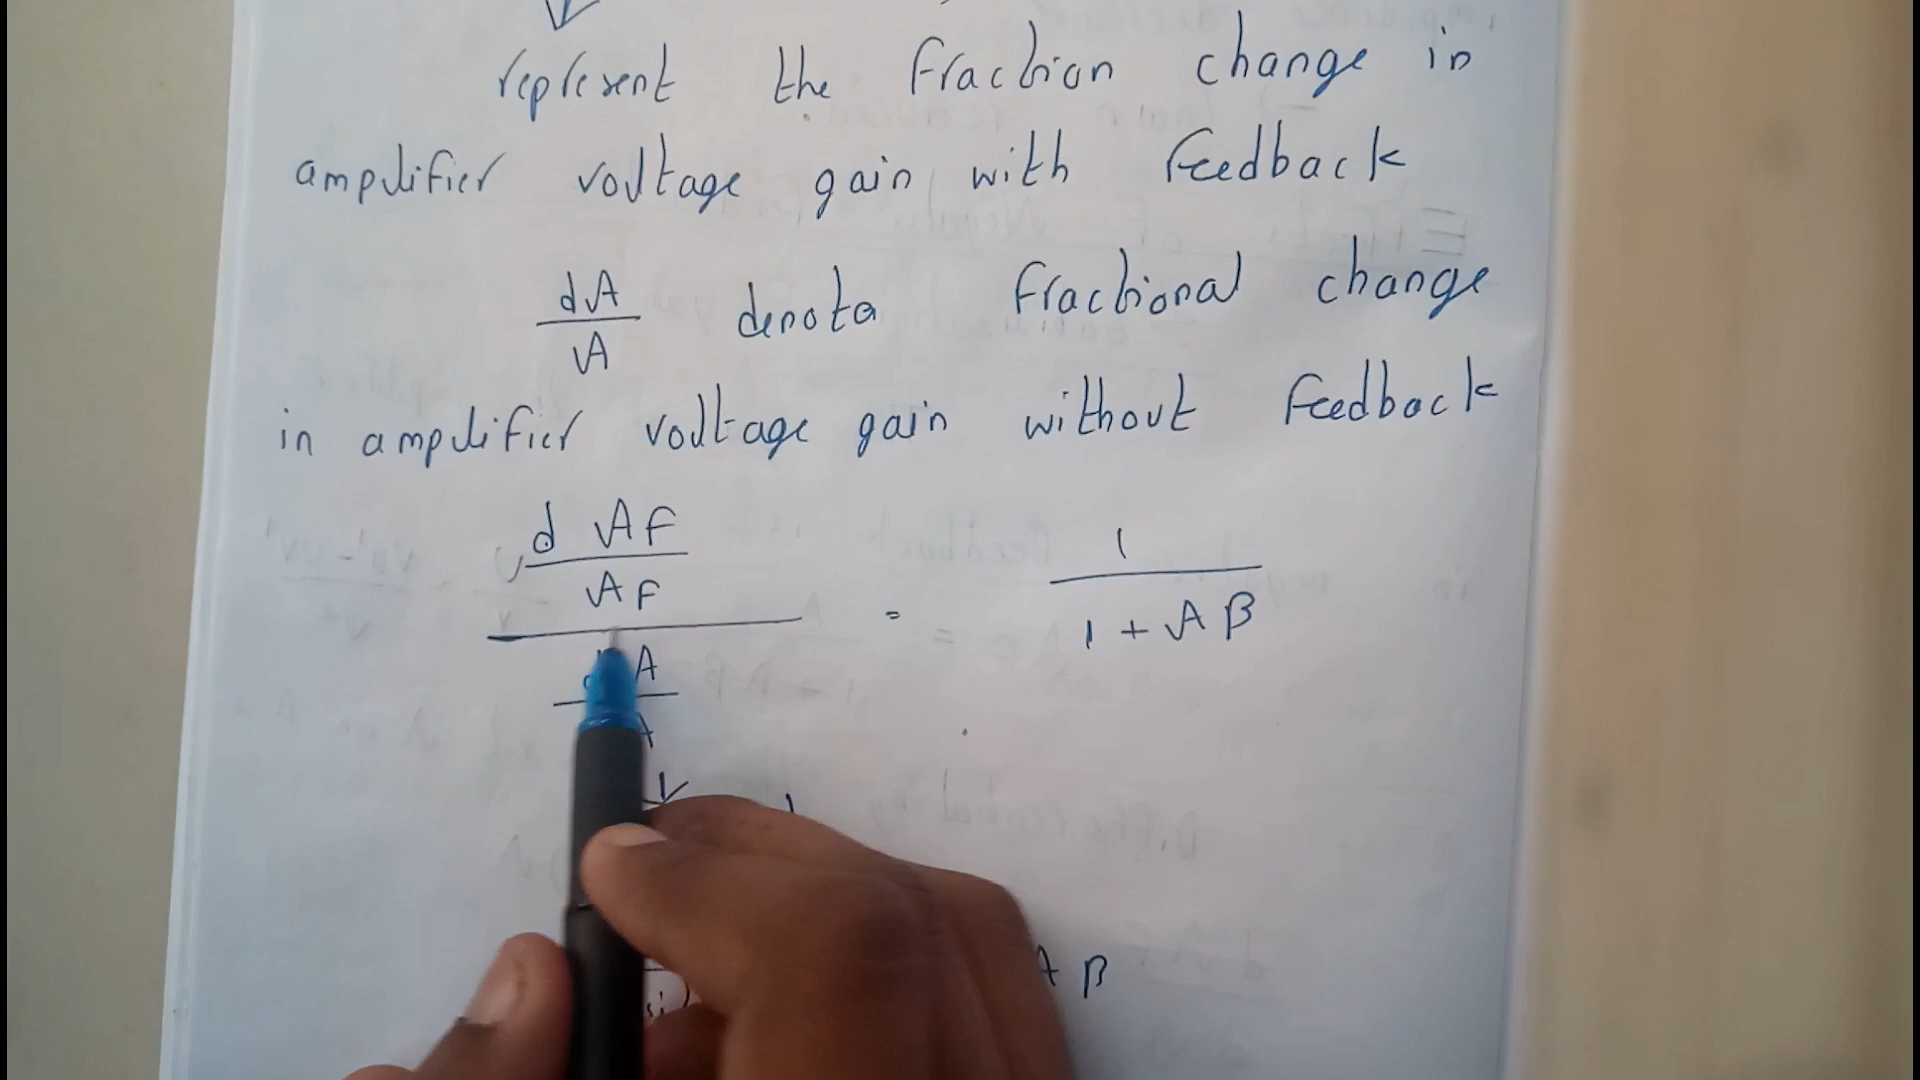 represent the fraction change in
amplifier voltage gain with feedback
dA
A
denota fractional change
in amplifier voltage gain without feedback
d AF
AF
A
A
=
1
1 + A β
A β